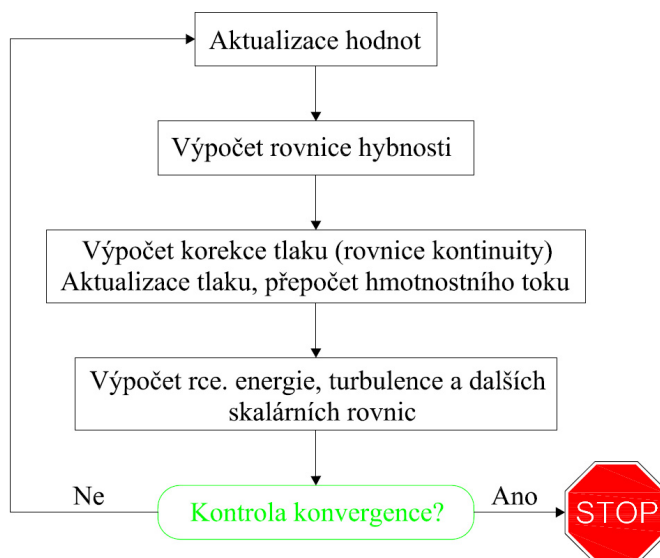 Aktualizace hodnot
Výpočet rovnice hybnosti
Výpočet korekce tlaku (rovnice kontinuity)
Aktualizace tlaku, přepočet hmotnostního toku
Výpočet rce. energie, turbulence a dalších
skalárních rovnic
Ne
Kontrola konvergence?
Ano
STOP